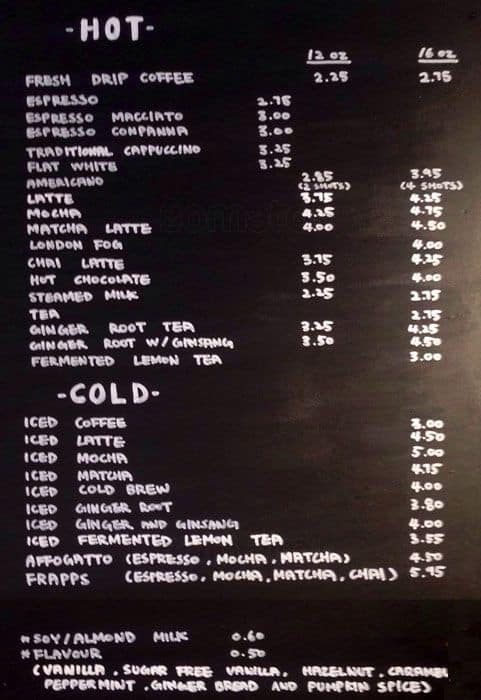 -HOT-
12 oz 16 oz
FRESH DRIP COFFEE 2.25 2.75
ESPRESSO 2.75
ESPRESSO MACCIATO 3.00
ESPRESSO CONPANNA 3.00
TRADITIONAL CAPPUCCINO 3.25
FLAT WHITE 3.25
AMERICANO 2.85 (2 SHOTS) 3.95 (4 SHOTS)
LATTE 3.75 4.25
MOCHA 4.25 4.75
MATCHA LATTE 4.00 4.50
LONDON FOG 4.00
CHAI LATTE 3.75 4.25
HOT CHOCOLATE 3.50 4.00
STEAMED MILK 2.25 2.75
TEA 2.75
GINGER ROOT TEA 3.25 4.25
GINGER ROOT W/GINSANG 3.50 4.50
FERMENTED LEMON TEA 3.00
-COLD-
ICED COFFEE 3.00
ICED LATTE 4.50
ICED MOCHA 5.00
ICED MATCHA 4.75
ICED COLD BREW 4.00
ICED GINGER ROOT 3.80
ICED GINGER AND GINSANG 4.00
ICED FERMENTED LEMON TEA 3.55
AFFOGATTO (ESPRESSO, MOCHA, MATCHA) 4.50
FRAPPS (ESPRESSO, MOCHA, MATCHA, CHAI) 5.95
*SOY/ALMOND MILK 0.60
*FLAVOUR 0.50
(VANILLA, SUGAR FREE VANILLA, HAZELNUT, CARAMEL
PEPPERMINT, GINGER BREAD AND PUMPKIN SPICE)